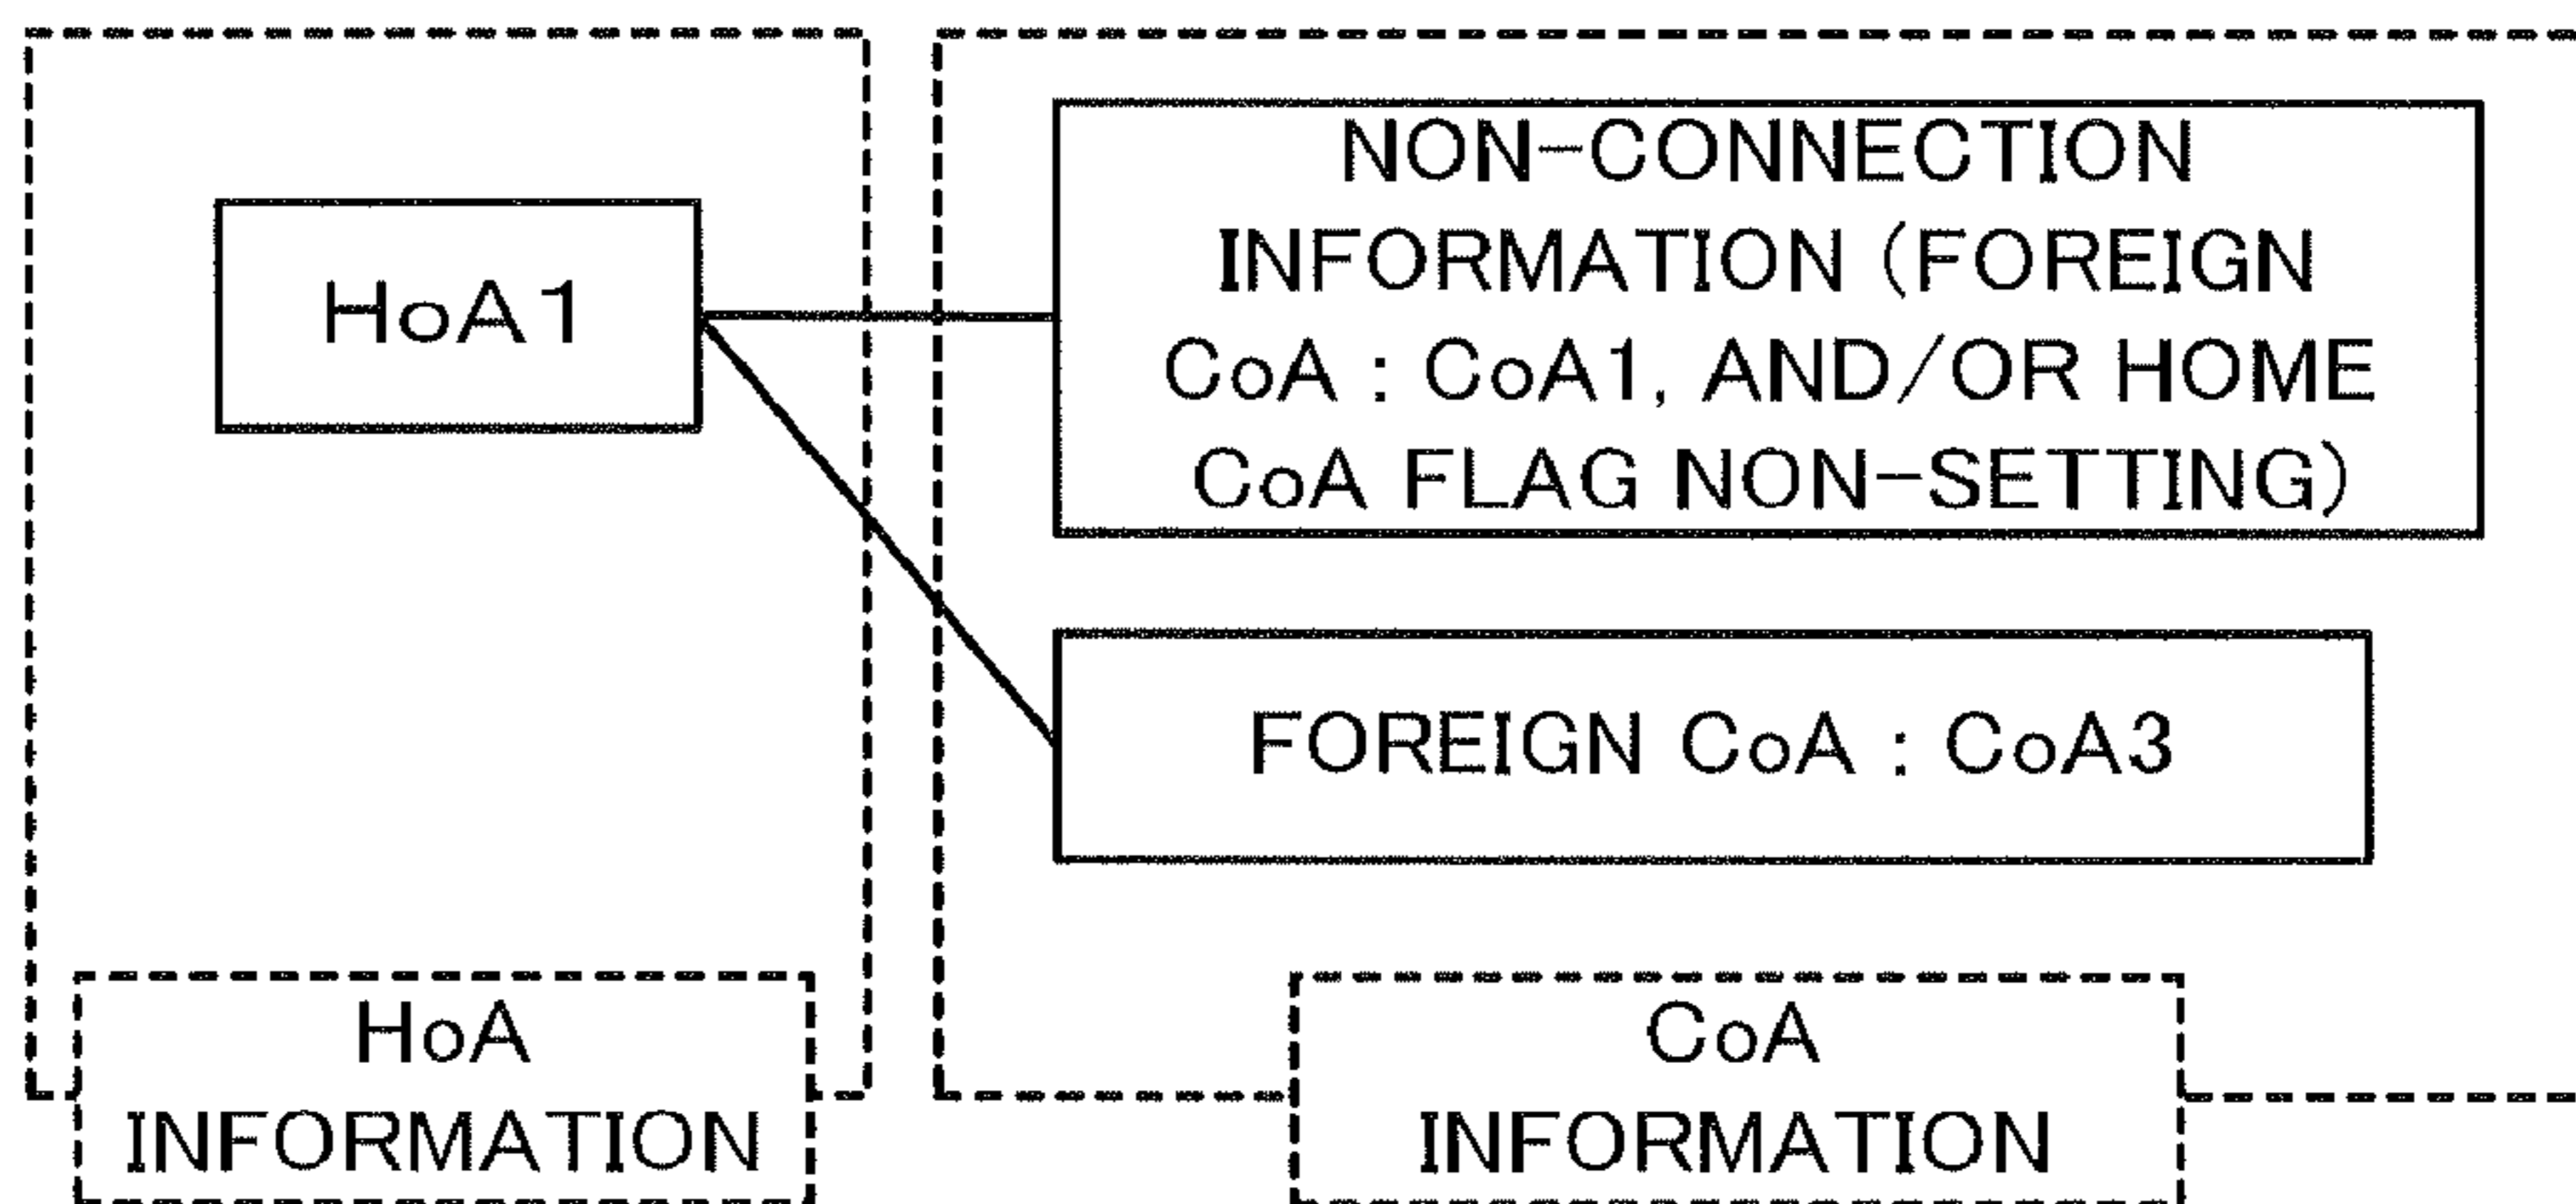 HoA1
NON-CONNECTION
INFORMATION (FOREIGN
CoA : CoA1, AND/OR HOME
CoA FLAG NON-SETTING)
FOREIGN CoA : CoA3
HoA
INFORMATION
CoA
INFORMATION